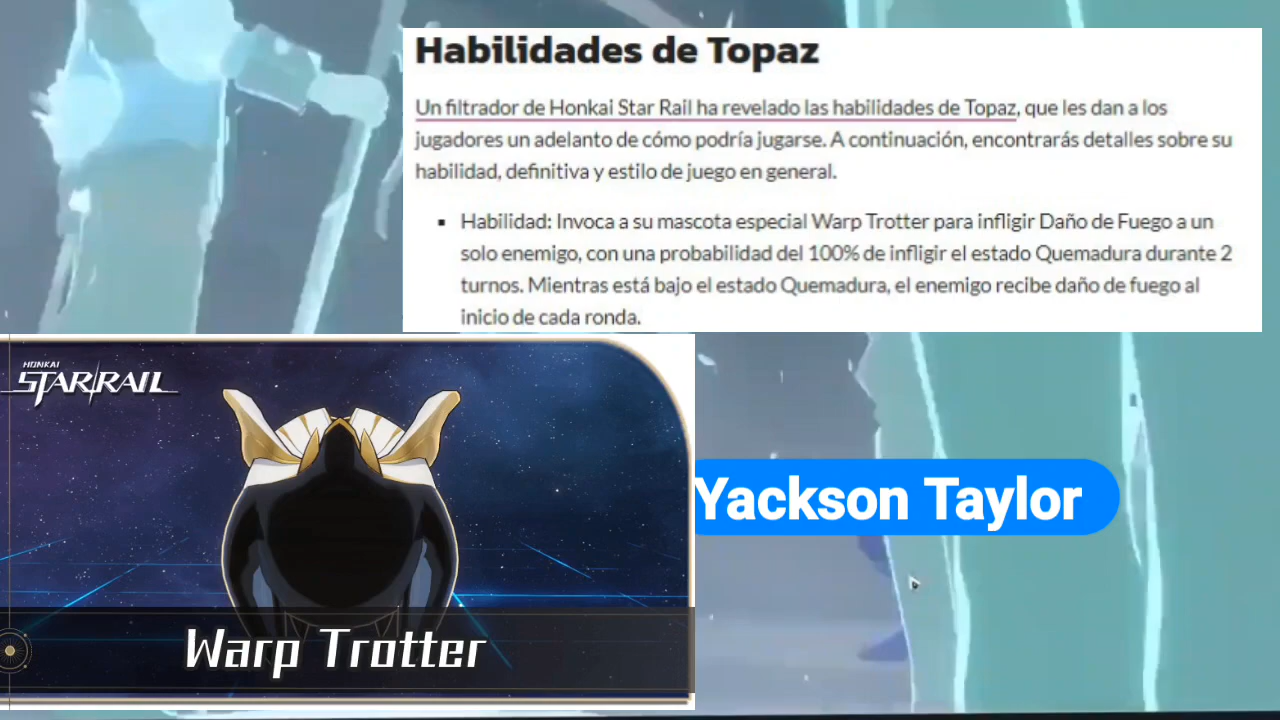 Habilidades de Topaz
Un filtrador de Honkai Star Rail ha revelado las habilidades de Topaz, que les dan a los
jugadores un adelanto de cómo podría jugarse. A continuación, encontrarás detalles sobre su
habilidad, definitiva y estilo de juego en general.
▪ Habilidad: Invoca a su mascota especial Warp Trotter para infligir Daño de Fuego a un
solo enemigo, con una probabilidad del 100% de infligir el estado Quemadura durante 2
turnos. Mientras está bajo el estado Quemadura, el enemigo recibe daño de fuego al
inicio de cada ronda.
HONKAI
STAR RAIL
Yackson Taylor
Warp Trotter